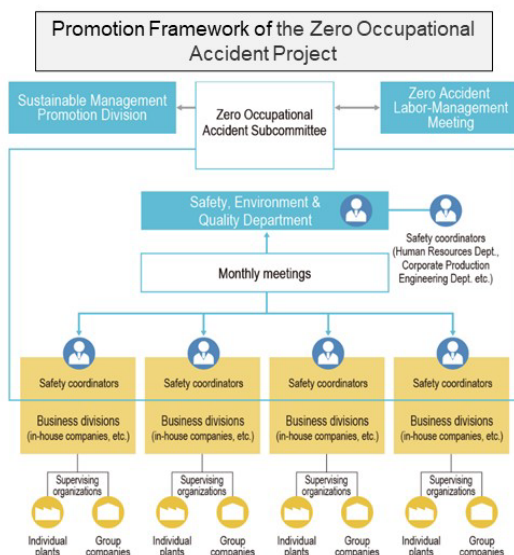 Promotion Framework of the Zero Occupational
Accident Project
Sustainable Management
Promotion Division
Zero Occupational
Accident Subcommittee
Zero Accident
Labor-Management
Meeting
Safety, Environment &
Quality Department
Safety coordinators
(Human Resources Dept.,
Corporate Production
Engineering Dept. etc.)
Monthly meetings
Safety coordinators
Safety coordinators
Safety coordinators
Safety coordinators
Business divisions
(in-house companies, etc.)
Business divisions
(in-house companies, etc.)
Business divisions
(in-house companies, etc.)
Business divisions
(in-house companies, etc.)
Supervising
organizations
Supervising
organizations
Supervising
organizations
Supervising
organizations
Individual
plants
Group
companies
Individual
plants
Group
companies
Individual
plants
Group
companies
Individual
plants
Group
companies